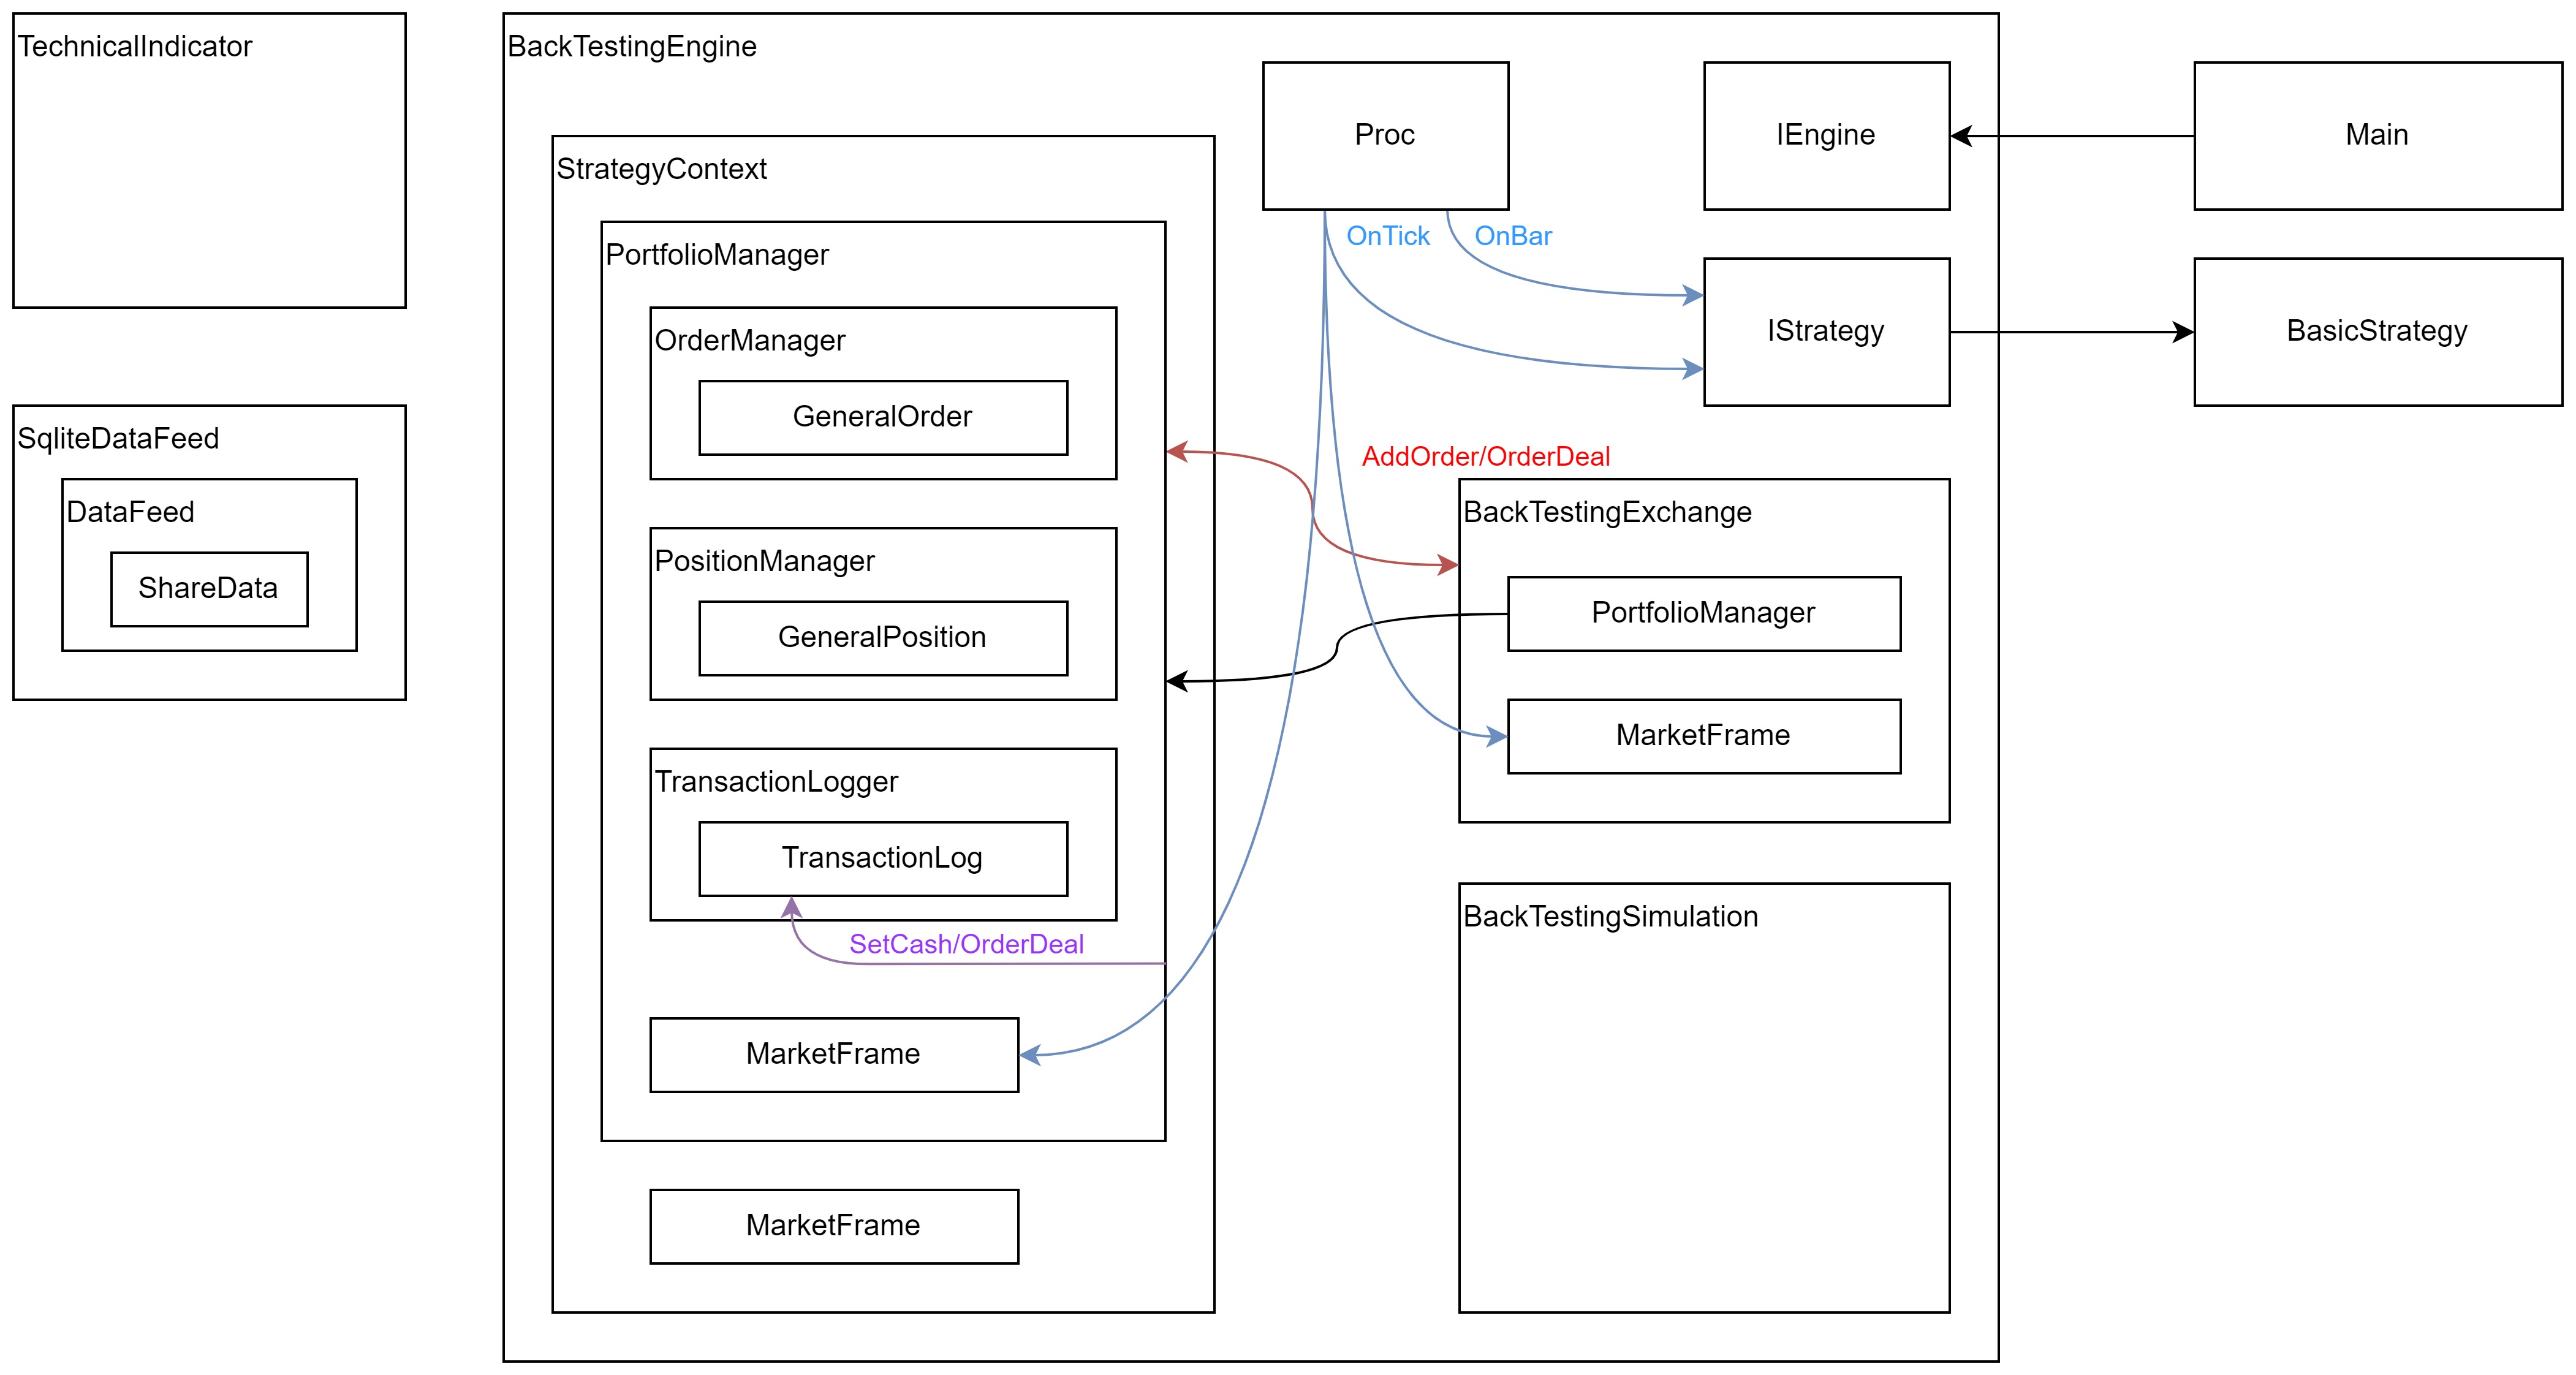 TechnicalIndicator
SqliteDataFeed
DataFeed
ShareData
BackTestingEngine
StrategyContext
PortfolioManager
OrderManager
GeneralOrder
PositionManager
GeneralPosition
TransactionLogger
TransactionLog
SetCash/OrderDeal
MarketFrame
MarketFrame
Proc
OnTick
OnBar
IEngine
IStrategy
AddOrder/OrderDeal
BackTestingExchange
PortfolioManager
MarketFrame
BackTestingSimulation
Main
BasicStrategy